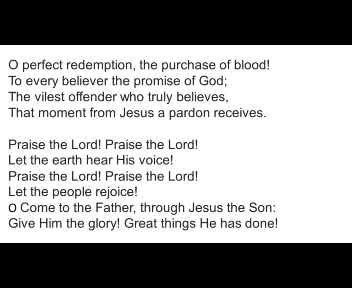 O perfect redemption, the purchase of blood!
To every believer the promise of God;
The vilest offender who truly believes,
That moment from Jesus a pardon receives.
Praise the Lord! Praise the Lord!
Let the earth hear His voice!
Praise the Lord! Praise the Lord!
Let the people rejoice!
O Come to the Father, through Jesus the Son:
Give Him the glory! Great things He has done!